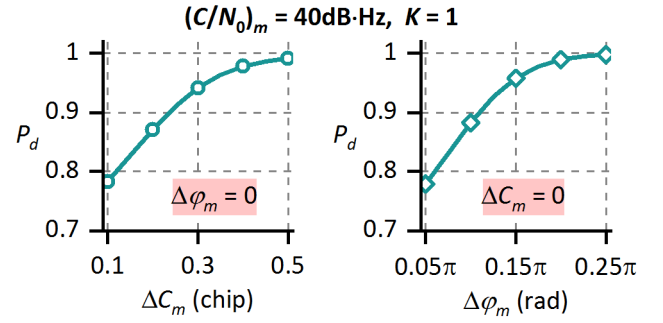 (C/N₀)ₘ = 40dB·Hz, K = 1
1
0.9
P_d
0.8
0.7
Δφₘ = 0
0.1 0.3 0.5
ΔCₘ (chip)
1
0.9
P_d
0.8
0.7
ΔCₘ = 0
0.05π 0.15π 0.25π
Δφₘ (rad)